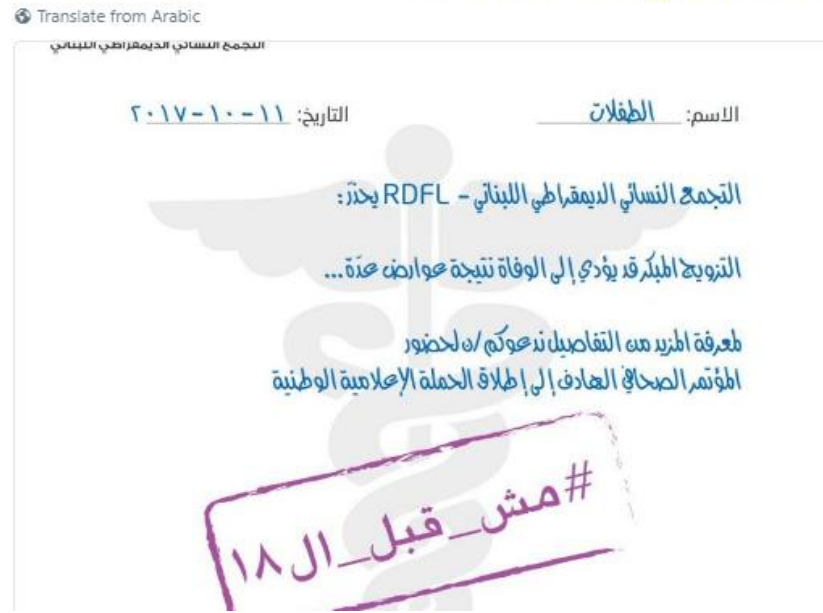 Translate from Arabic
التجمع النسائي الديمقراطي اللبناني
الاسم: الطفلات التاريخ: ١١-١٠-٢٠١٧
التجمع النسائي الديمقراطي اللبناني - RDFL يحذّر:
التزويج المبكر قد يؤدي إلى الوفاة نتيجة عوارض عدّة...
لمعرفة المزيد من التفاصيل ندعوكم/ن لحضور
المؤتمر الصحافي الهادف إلى إطلاق الحملة الإعلامية الوطنية
#مش_قبل_ال١٨